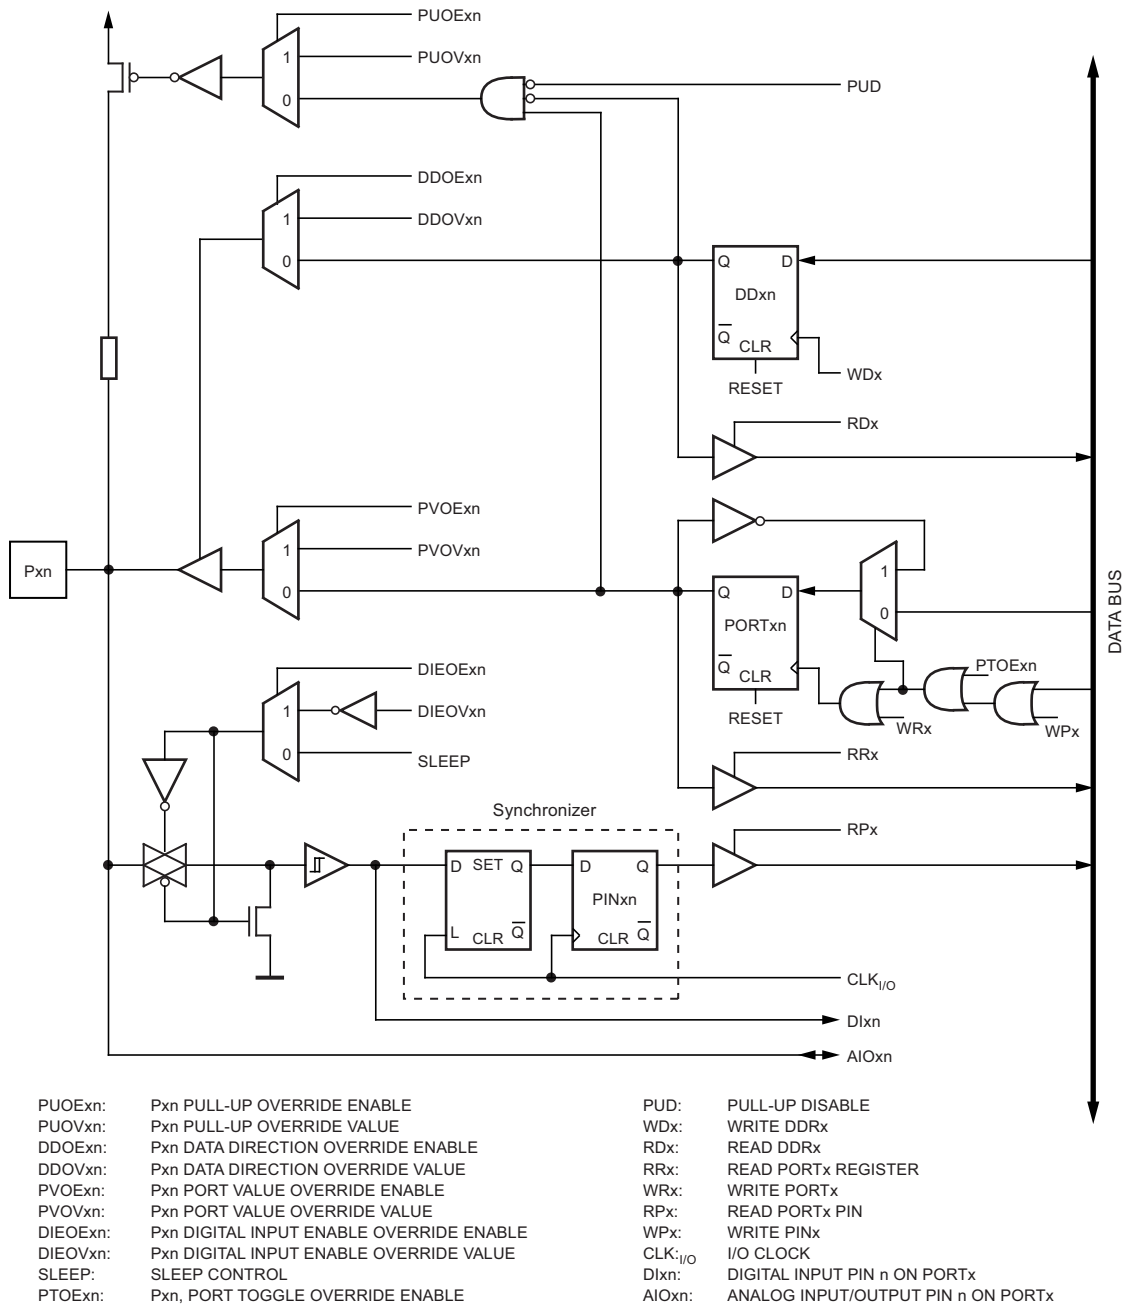 PUOExn
PUOVxn
1
0
PUD
DDOExn
DDOVxn
1
0
Q D
DDxn
Q CLR
RESET
WDx
RDx
PVOExn
PVOVxn
1
0
Pxn
1
0
Q D
PORTxn
Q CLR
RESET
PTOExn
WRx
WPx
DATA BUS
DIEOExn
DIEOVxn
1
0
SLEEP
RRx
Synchronizer
RPx
D SET Q
L CLR Q
D Q
PINxn
CLR Q
CLK I/O
DIxn
AIOxn
PUOExn: Pxn PULL-UP OVERRIDE ENABLE
PUOVxn: Pxn PULL-UP OVERRIDE VALUE
DDOExn: Pxn DATA DIRECTION OVERRIDE ENABLE
DDOVxn: Pxn DATA DIRECTION OVERRIDE VALUE
PVOExn: Pxn PORT VALUE OVERRIDE ENABLE
PVOVxn: Pxn PORT VALUE OVERRIDE VALUE
DIEOExn: Pxn DIGITAL INPUT ENABLE OVERRIDE ENABLE
DIEOVxn: Pxn DIGITAL INPUT ENABLE OVERRIDE VALUE
SLEEP: SLEEP CONTROL
PTOExn: Pxn, PORT TOGGLE OVERRIDE ENABLE
PUD: PULL-UP DISABLE
WDx: WRITE DDRx
RDx: READ DDRx
RRx: READ PORTx REGISTER
WRx: WRITE PORTx
RPx: READ PORTx PIN
WPx: WRITE PINx
CLK: I/O I/O CLOCK
DIxn: DIGITAL INPUT PIN n ON PORTx
AIOxn: ANALOG INPUT/OUTPUT PIN n ON PORTx